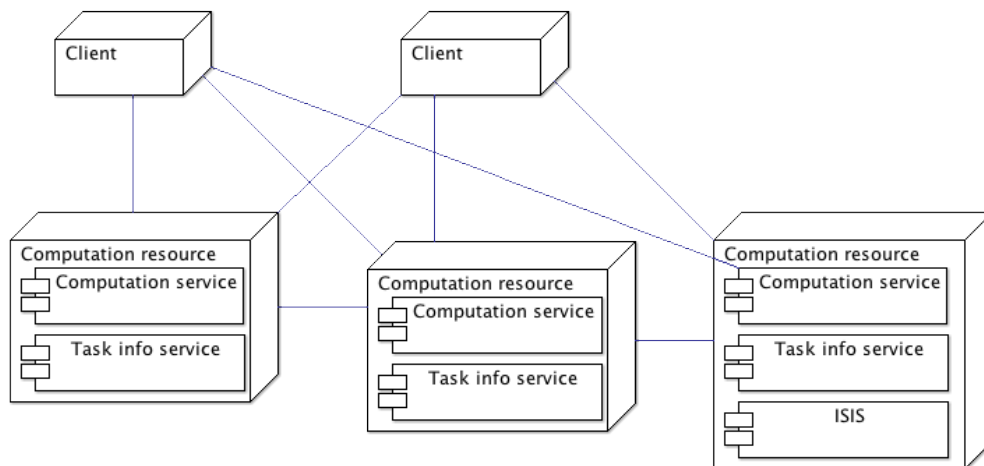 Client
Client
Computation resource
Computation service
Task info service
Computation resource
Computation service
Task info service
Computation resource
Computation service
Task info service
ISIS